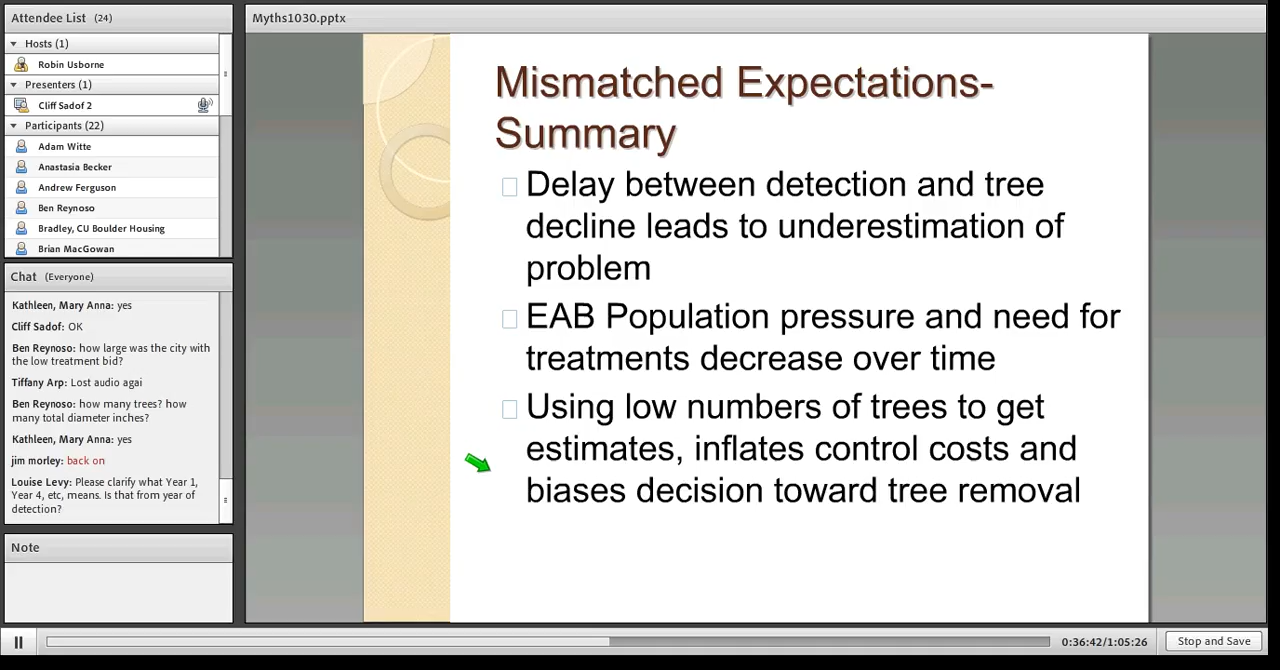 Attendee List (24)
Hosts (1)
Robin Usborne
Presenters (1)
Cliff Sadof 2
Participants (22)
Adam Witte
Anastasia Becker
Andrew Ferguson
Ben Reynoso
Bradley, CU Boulder Housing
Brian MacGowan
Chat (Everyone)
Kathleen, Mary Anna: yes
Cliff Sadof: OK
Ben Reynoso: how large was the city with
the low treatment bid?
Tiffany Arp: Lost audio agai
Ben Reynoso: how many trees? how
many total diameter inches?
Kathleen, Mary Anna: yes
jim morley: back on
Louise Levy: Please clarify what Year 1,
Year 4, etc, means. Is that from year of
detection?
Note
Myths1030.pptx
Mismatched Expectations-
Summary
Delay between detection and tree
decline leads to underestimation of
problem
EAB Population pressure and need for
treatments decrease over time
Using low numbers of trees to get
estimates, inflates control costs and
biases decision toward tree removal
0:36:42/1:05:26
Stop and Save